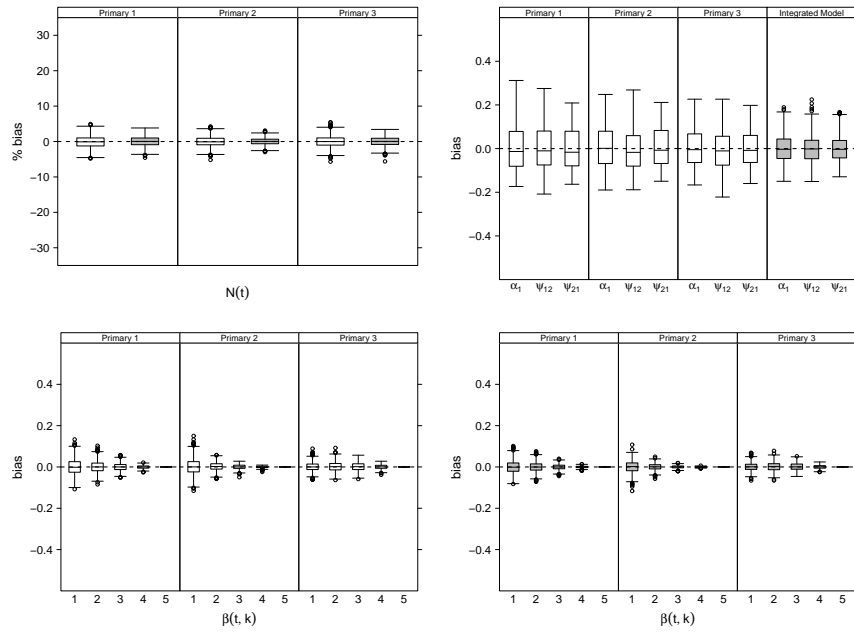 Primary 1 Primary 2 Primary 3
30
20
10
0
−10
−20
−30
% bias
N(t)
Primary 1 Primary 2 Primary 3 Integrated Model
0.4
0.2
0.0
−0.2
−0.4
bias
α1 ψ12 ψ21 α1 ψ12 ψ21 α1 ψ12 ψ21 α1 ψ12 ψ21
Primary 1 Primary 2 Primary 3
0.4
0.2
0.0
−0.2
−0.4
bias
1 2 3 4 5 1 2 3 4 5 1 2 3 4 5
β(t, k)
Primary 1 Primary 2 Primary 3
0.4
0.2
0.0
−0.2
−0.4
bias
1 2 3 4 5 1 2 3 4 5 1 2 3 4 5
β(t, k)